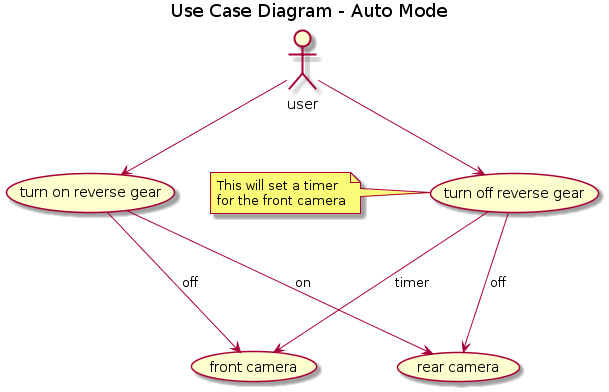 Use Case Diagram - Auto Mode
user
turn on reverse gear
This will set a timer
for the front camera
turn off reverse gear
off
on
timer
off
front camera
rear camera